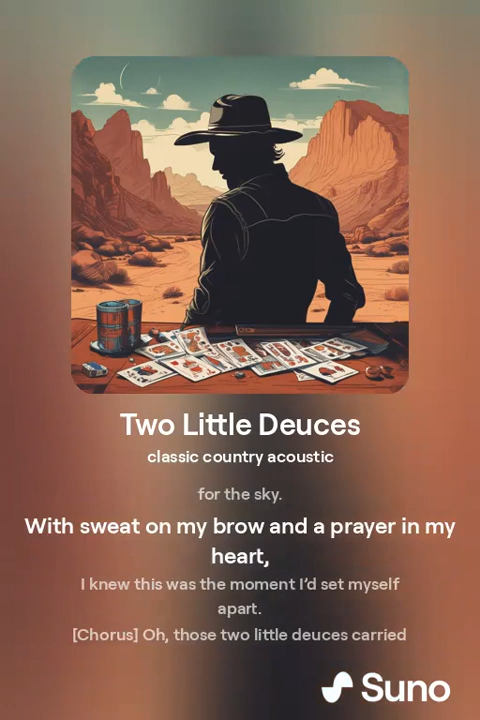 Two Little Deuces
classic country acoustic
for the sky.
With sweat on my brow and a prayer in my
heart,
I knew this was the moment I'd set myself
apart.
[Chorus] Oh, those two little deuces carried
Suno